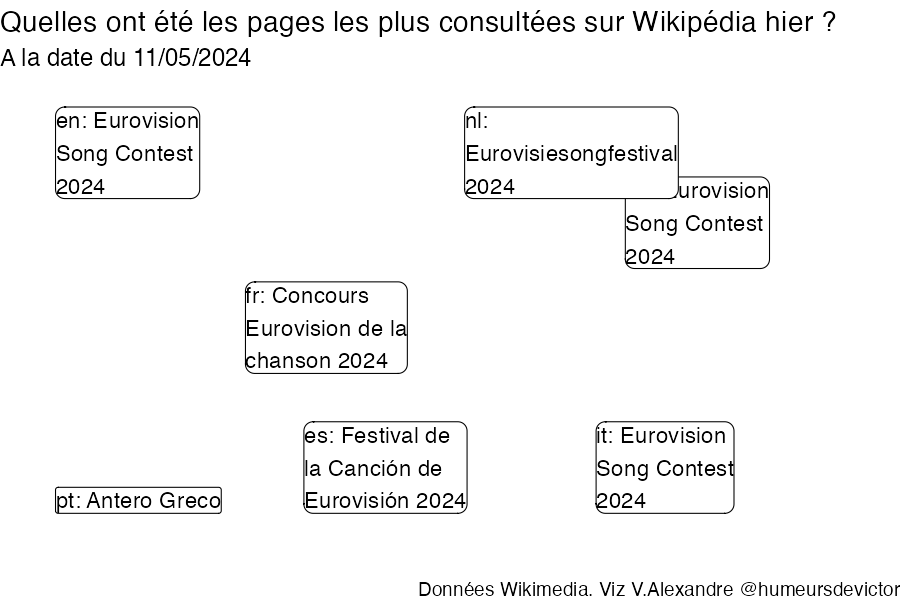 Quelles ont été les pages les plus consultées sur Wikipédia hier ?
A la date du 11/05/2024
en: Eurovision
Song Contest
2024
nl:
Eurovisiesongfestival
2024
urovision
Song Contest
2024
fr: Concours
Eurovision de la
chanson 2024
es: Festival de
la Canción de
Eurovisión 2024
it: Eurovision
Song Contest
2024
pt: Antero Greco
Données Wikimedia. Viz V.Alexandre @humeursdevictor